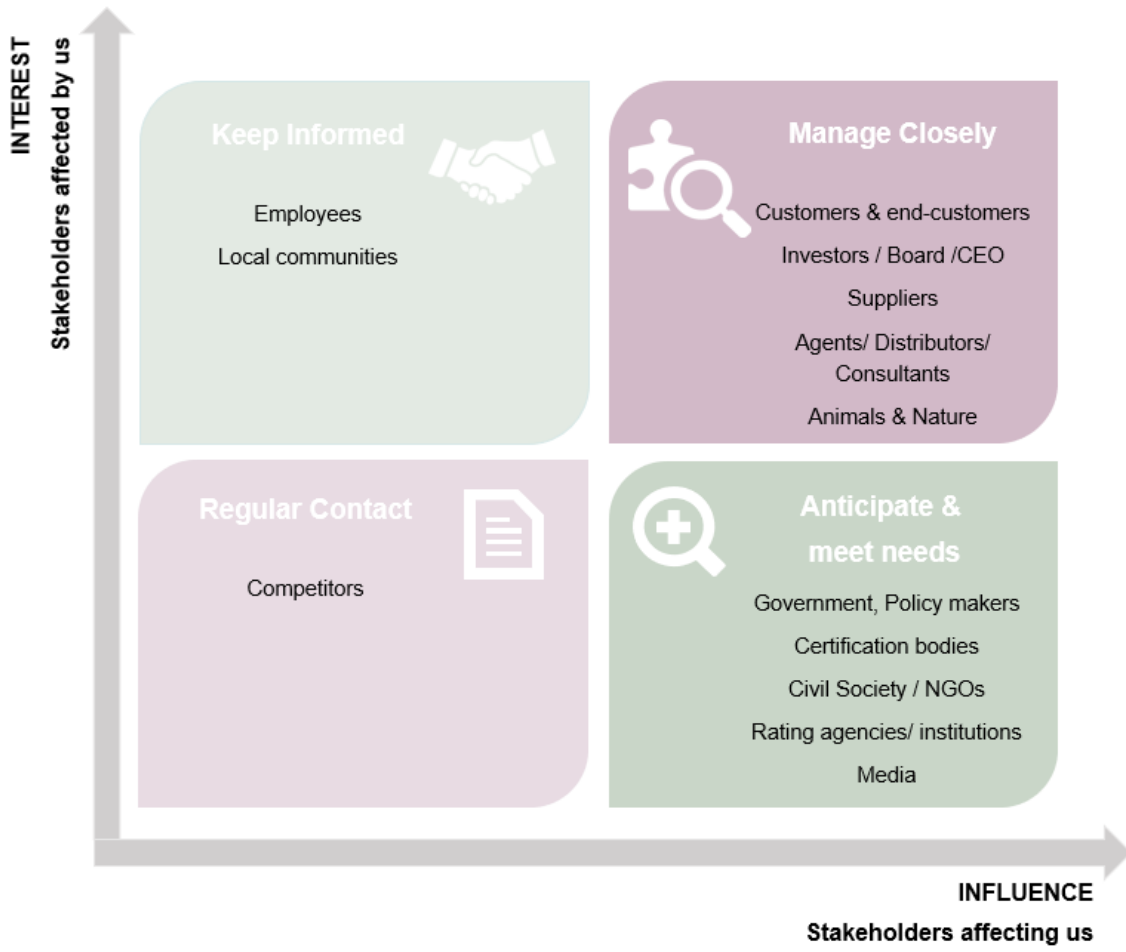 INTEREST
Stakeholders affected by us
Keep Informed
Employees
Local communities
Manage Closely
Customers & end-customers
Investors / Board /CEO
Suppliers
Agents/ Distributors/
Consultants
Animals & Nature
Regular Contact
Competitors
Anticipate &
meet needs
Government, Policy makers
Certification bodies
Civil Society / NGOs
Rating agencies/ institutions
Media
INFLUENCE
Stakeholders affecting us